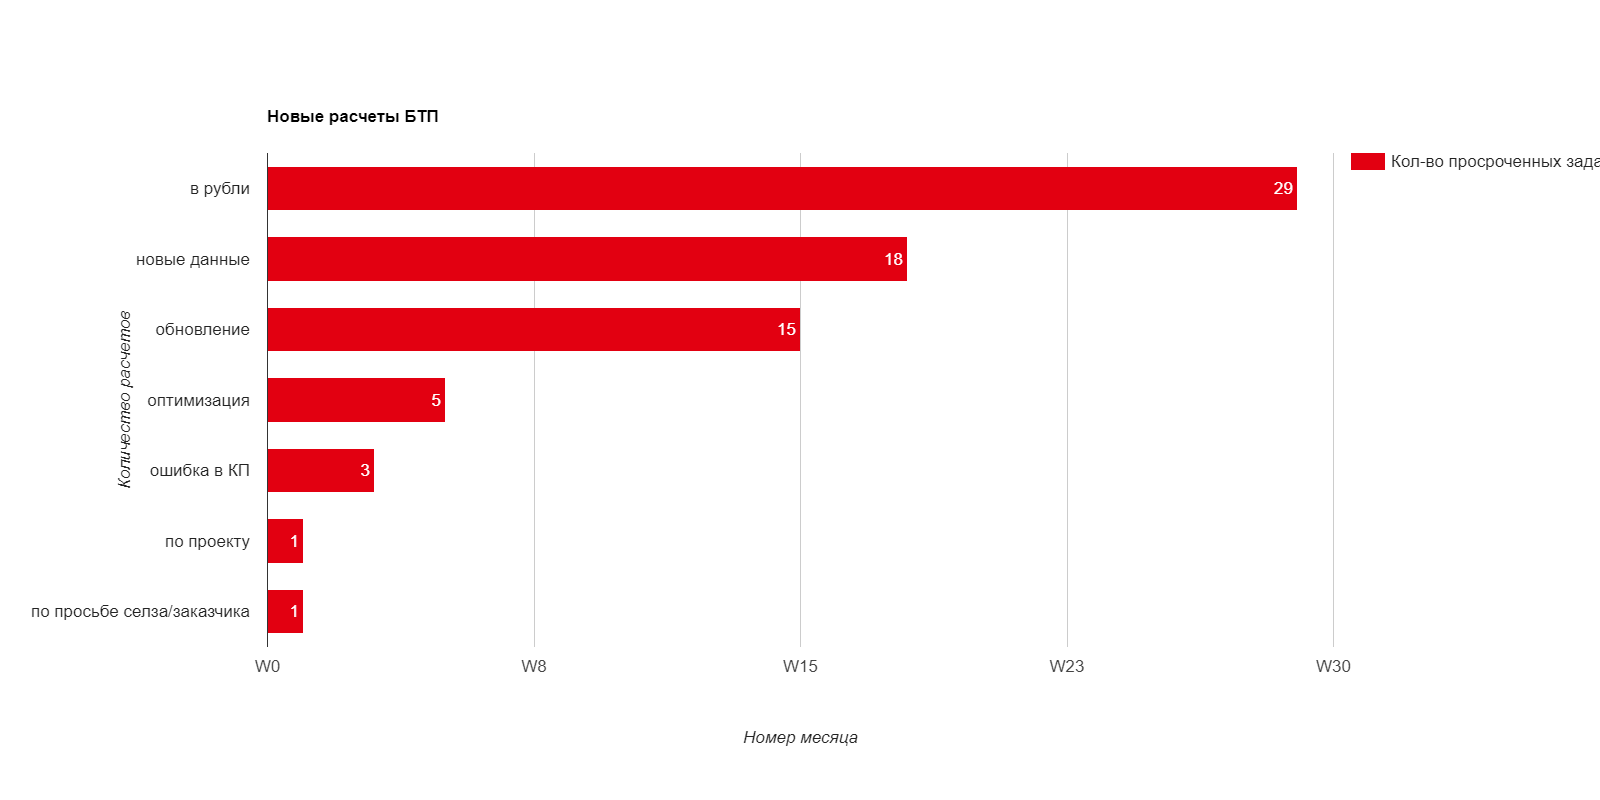 Новые расчеты БТП
Кол-во просроченных зада
в рубли
29
новые данные
18
обновление
15
оптимизация
5
ошибка в КП
3
по проекту
1
по просьбе селза/заказчика
1
Количество расчетов
W0 W8 W15 W23 W30
Номер месяца